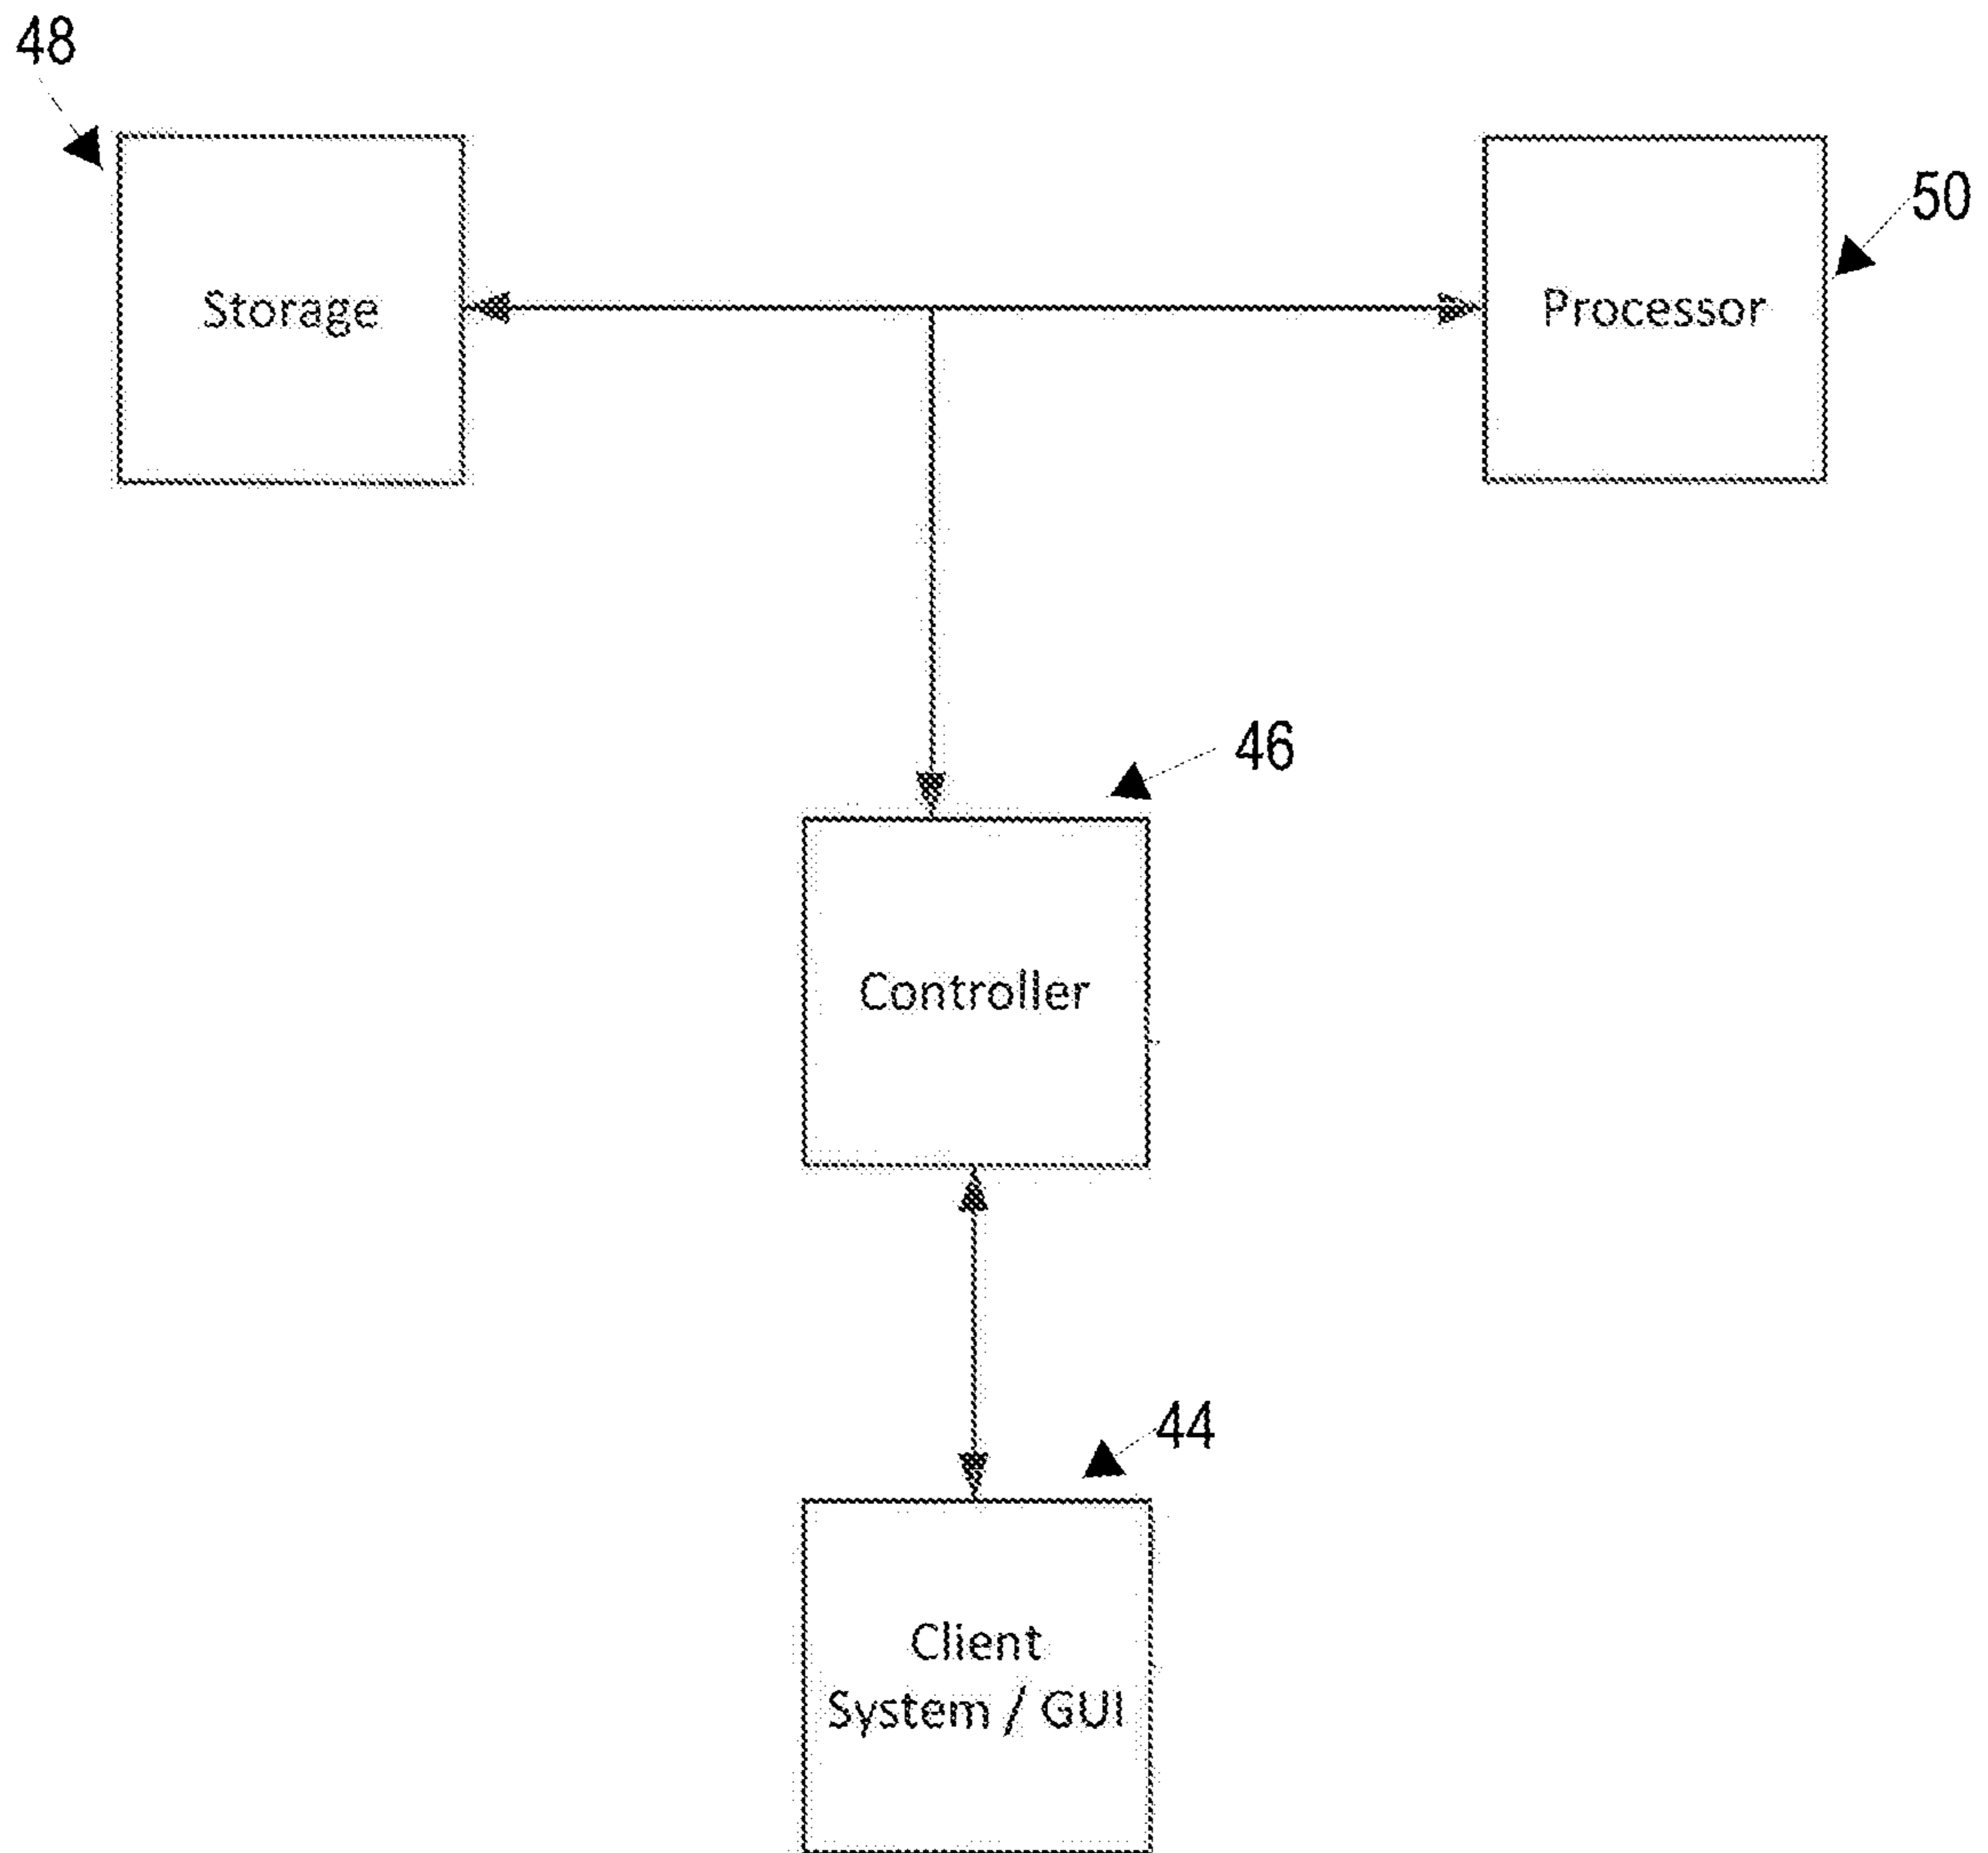 48
50
Storage
Processor
46
Controller
44
Client
System / GUI